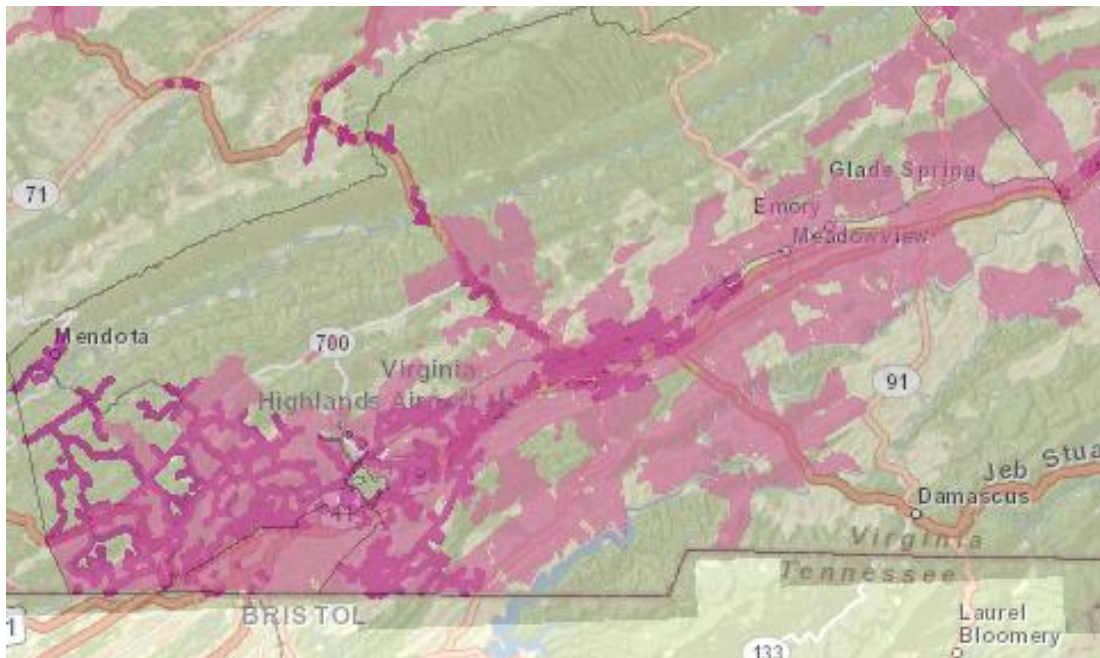 71
Glade Spring
Emory
Meadowview
Mendota
700
Virginia
Highlands Airport
91
Jeb Stua
Damascus
Virginia
Tennessee
BRISTOL
1
Laurel
Bloomery
133